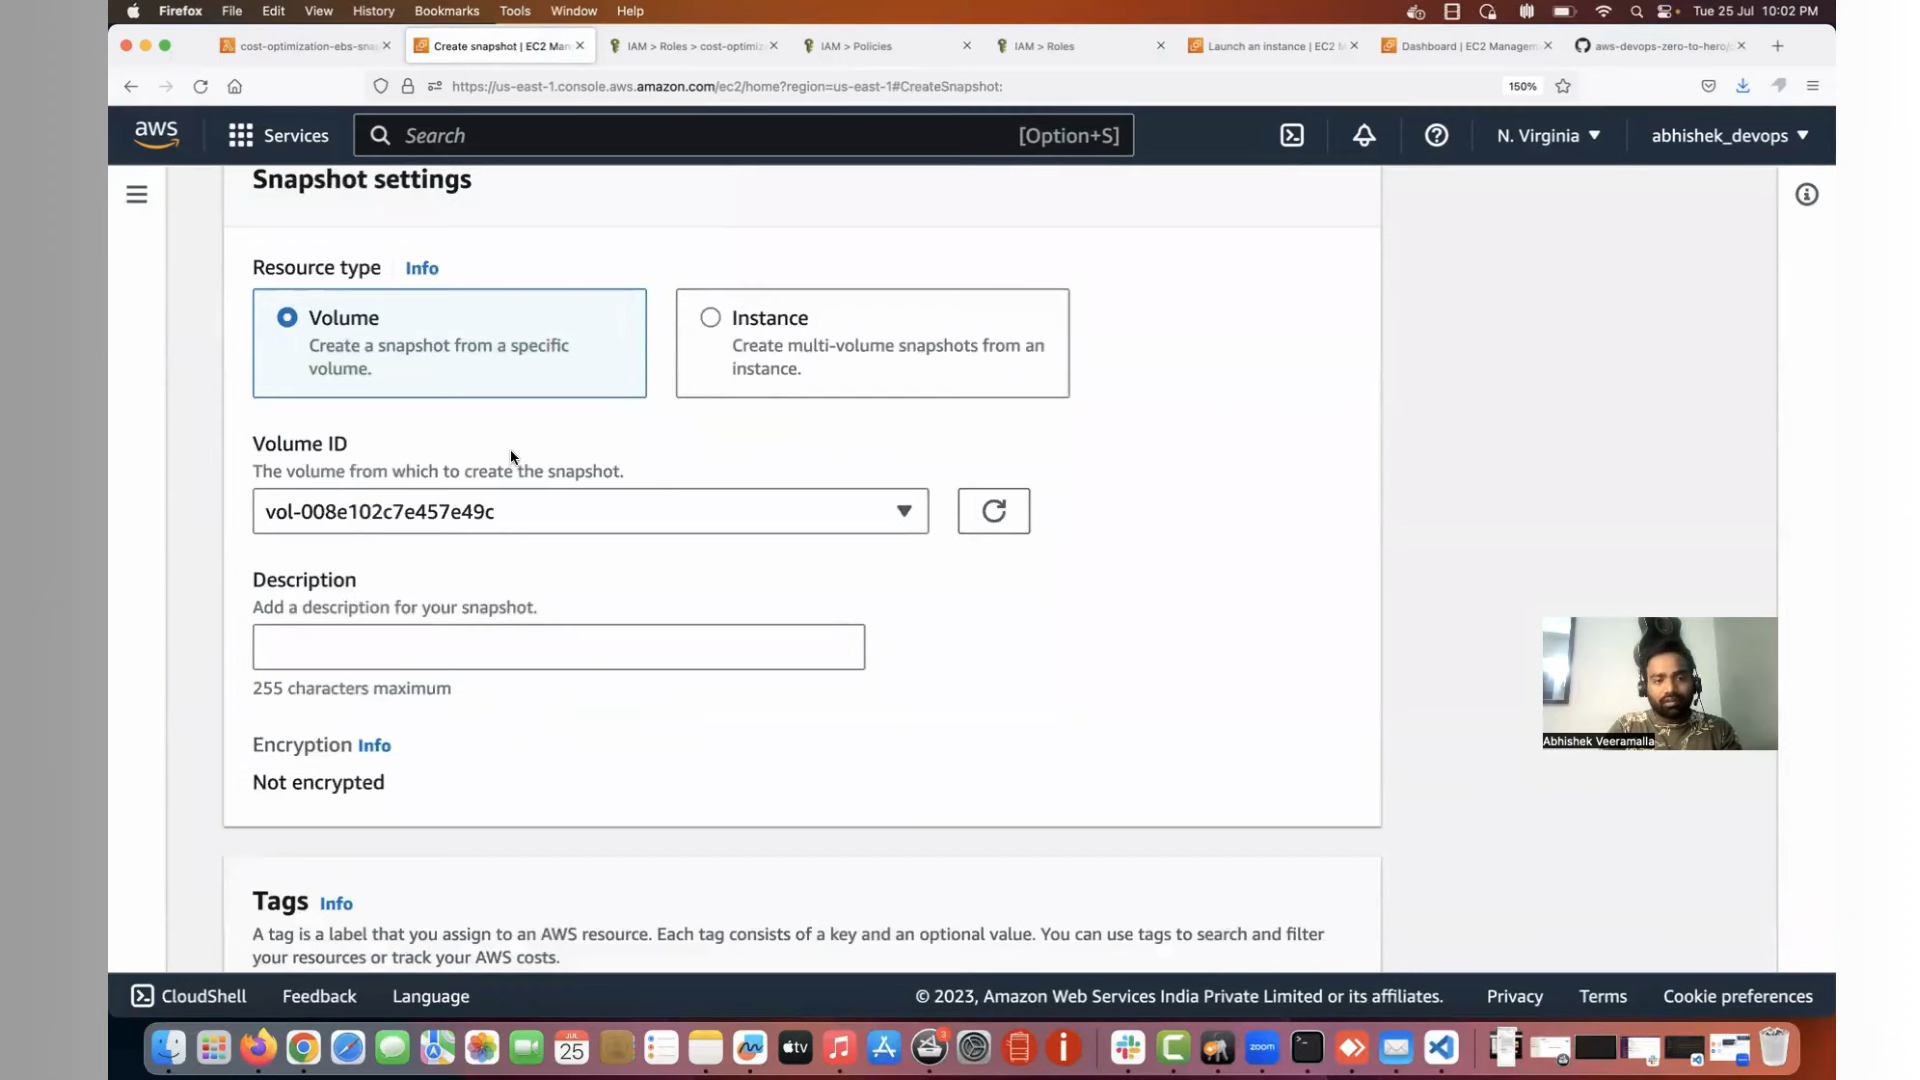 Firefox File Edit View History Bookmarks Tools Window Help Tue 25 Jul 10:02 PM
cost-optimization-ebs-sna Create snapshot | EC2 Man IAM > Roles > cost-optimiz IAM > Policies IAM > Roles Launch an instance | EC2 M Dashboard | EC2 Managem aws-devops-zero-to-hero/
https://us-east-1.console.aws.amazon.com/ec2/home?region=us-east-1#CreateSnapshot: 150%
aws Services Search [Option+S] N. Virginia abhishek_devops
Snapshot settings
Resource type Info
Volume
Create a snapshot from a specific
volume.
Instance
Create multi-volume snapshots from an
instance.
Volume ID
The volume from which to create the snapshot.
vol-008e102c7e457e49c
Description
Add a description for your snapshot.
255 characters maximum
Encryption Info
Not encrypted
Abhishek Veeramalla
Tags Info
A tag is a label that you assign to an AWS resource. Each tag consists of a key and an optional value. You can use tags to search and filter
your resources or track your AWS costs.
CloudShell Feedback Language © 2023, Amazon Web Services India Private Limited or its affiliates. Privacy Terms Cookie preferences
JUL
25
tv
3
zoom